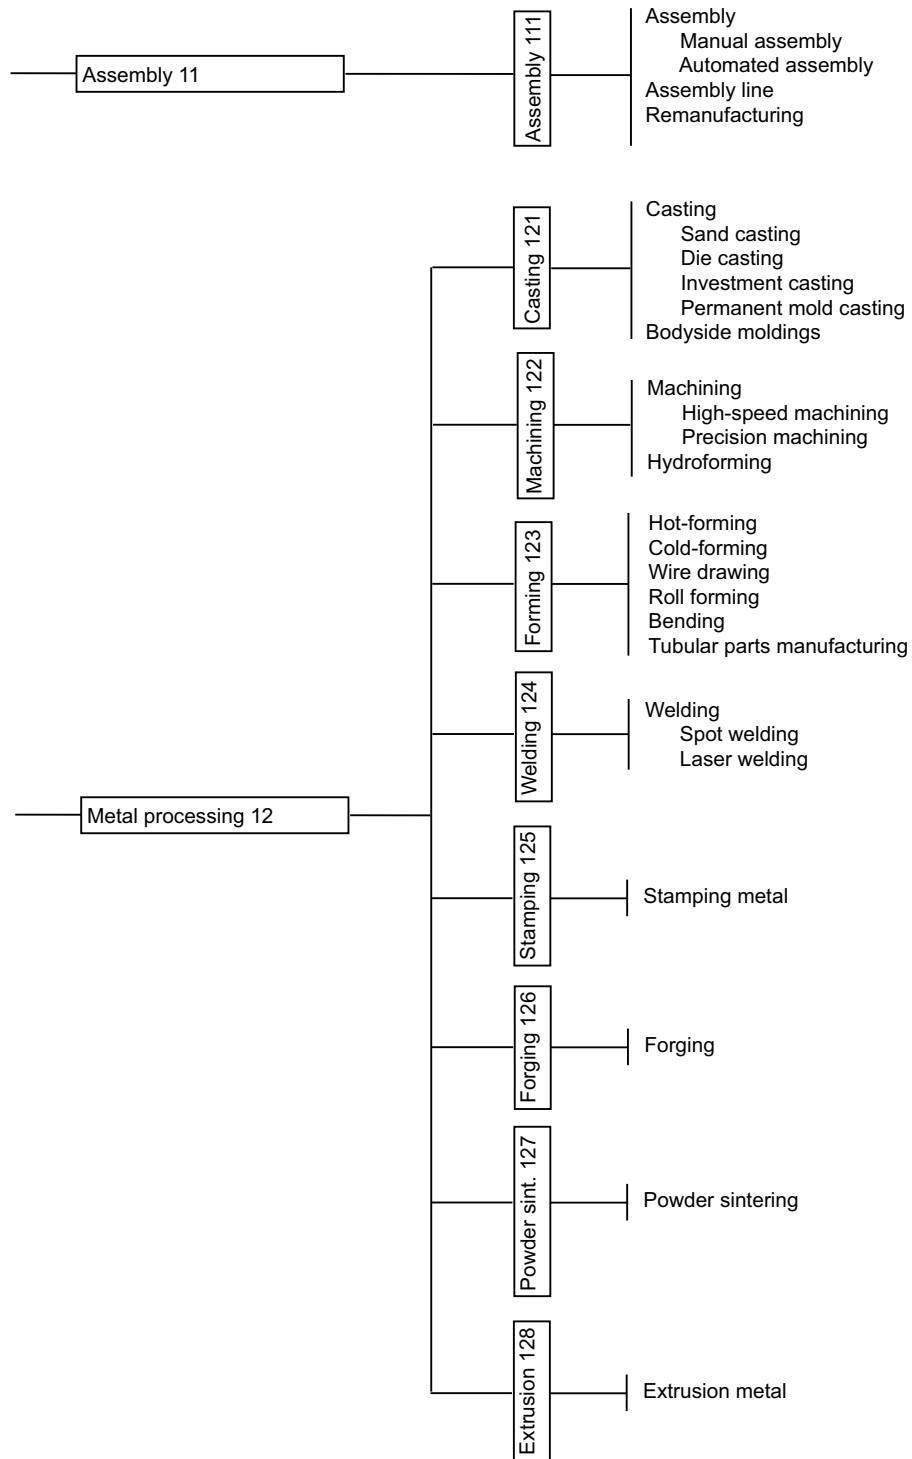 Assembly 11
Assembly 111
Assembly
Manual assembly
Automated assembly
Assembly line
Remanufacturing
Metal processing 12
Casting 121
Casting
Sand casting
Die casting
Investment casting
Permanent mold casting
Bodyside moldings
Machining 122
Machining
High-speed machining
Precision machining
Hydroforming
Forming 123
Hot-forming
Cold-forming
Wire drawing
Roll forming
Bending
Tubular parts manufacturing
Welding 124
Welding
Spot welding
Laser welding
Stamping 125
Stamping metal
Forging 126
Forging
Powder sint. 127
Powder sintering
Extrusion 128
Extrusion metal